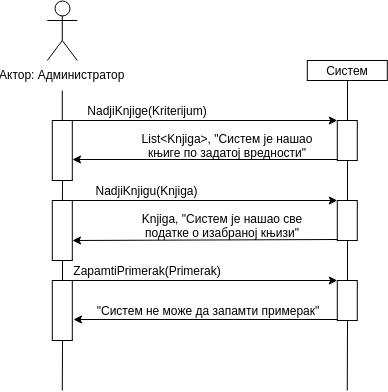 Актор: Администратор
Систем
NadjiKnjige(Kriterijum)
List<Knjiga>, "Систем је нашао
књиге по задатој вредности"
NadjiKnjigu(Knjiga)
Knjiga, "Систем је нашао све
податке о изабраној књизи"
ZapamtiPrimerak(Primerak)
"Систем не може да запамти примерак"